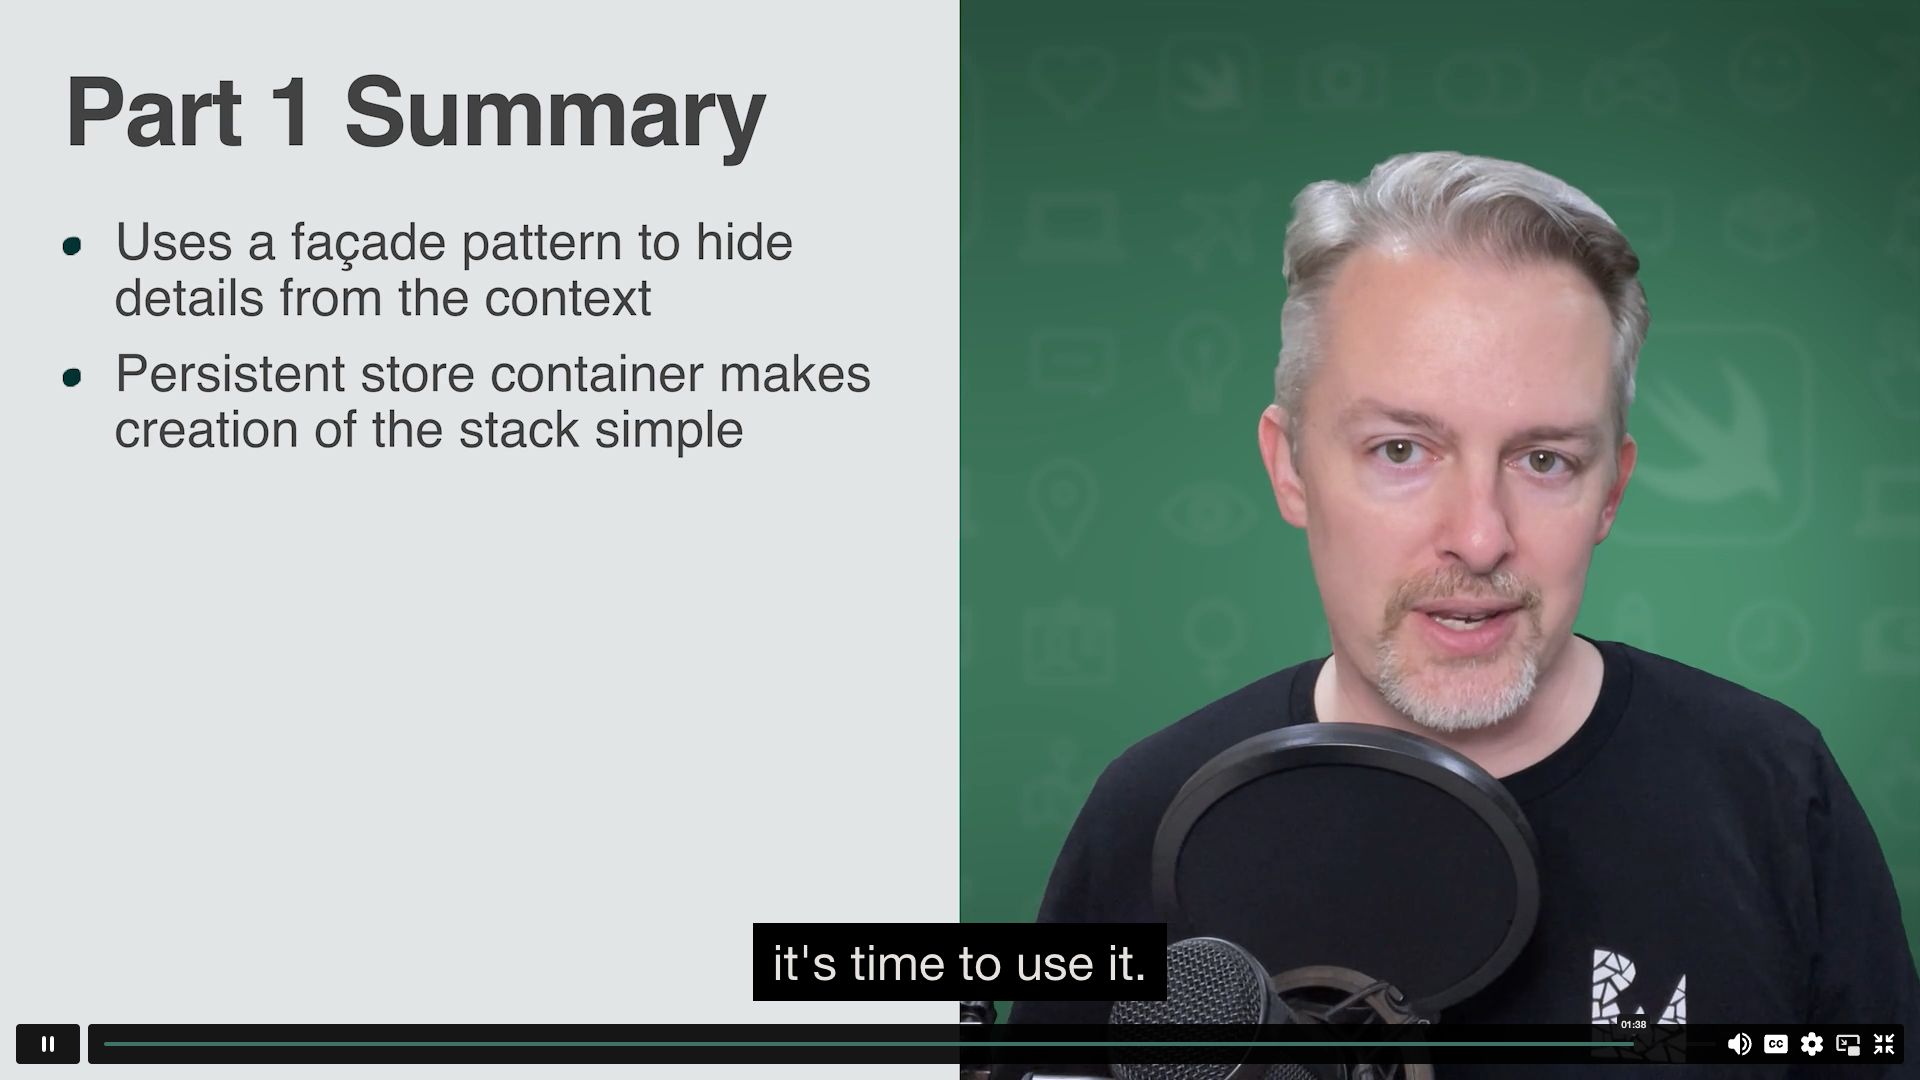 Part 1 Summary
Uses a façade pattern to hide
details from the context
Persistent store container makes
creation of the stack simple
it's time to use it.
01:38
CC